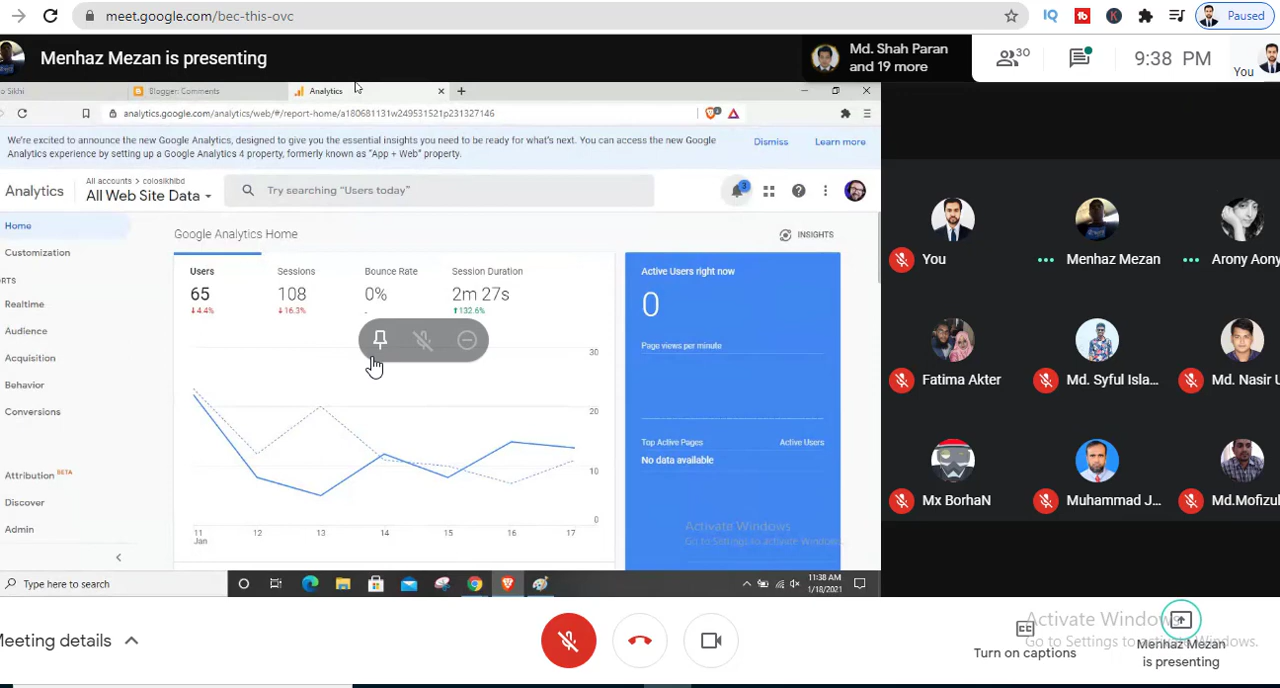 meet.google.com/bec-this-ovc
Paused
Menhaz Mezan is presenting
Md. Shah Paran
and 19 more
30
9:38 PM
You
o Sikhi
Blogger: Comments
Analytics
analytics.google.com/analytics/web/#/report-home/a180681131w249531521p231327146
We're excited to announce the new Google Analytics, designed to give you the essential insights you need to be ready for what's next. You can access the new Google
Analytics experience by setting up a Google Analytics 4 property, formerly known as "App + Web" property.
Dismiss
Learn more
Analytics
All accounts > colosikhibd
All Web Site Data
Try searching "Users today"
3
Home
Customization
ORTS
Realtime
Audience
Acquisition
Behavior
Conversions
Attribution BETA
Discover
Admin
Google Analytics Home
INSIGHTS
Users
65
4.4%
Sessions
108
16.3%
Bounce Rate
0%
-
Session Duration
2m 27s
132.6%
30
20
10
0
11
Jan
12
13
14
15
16
17
Active Users right now
0
Page views per minute
Top Active Pages
Active Users
No data available
Activate Windows
Go to Settings to activate Windows.
Type here to search
11:38 AM
1/18/2021
You
Menhaz Mezan
Arony Aony
Fatima Akter
Md. Syful Isla...
Md. Nasir U
Mx BorhaN
Muhammad J...
Md.Mofizul
Meeting details
Turn on captions
Menhaz Mezan
is presenting
Activate Windows
Go to Settings to activate Windows.